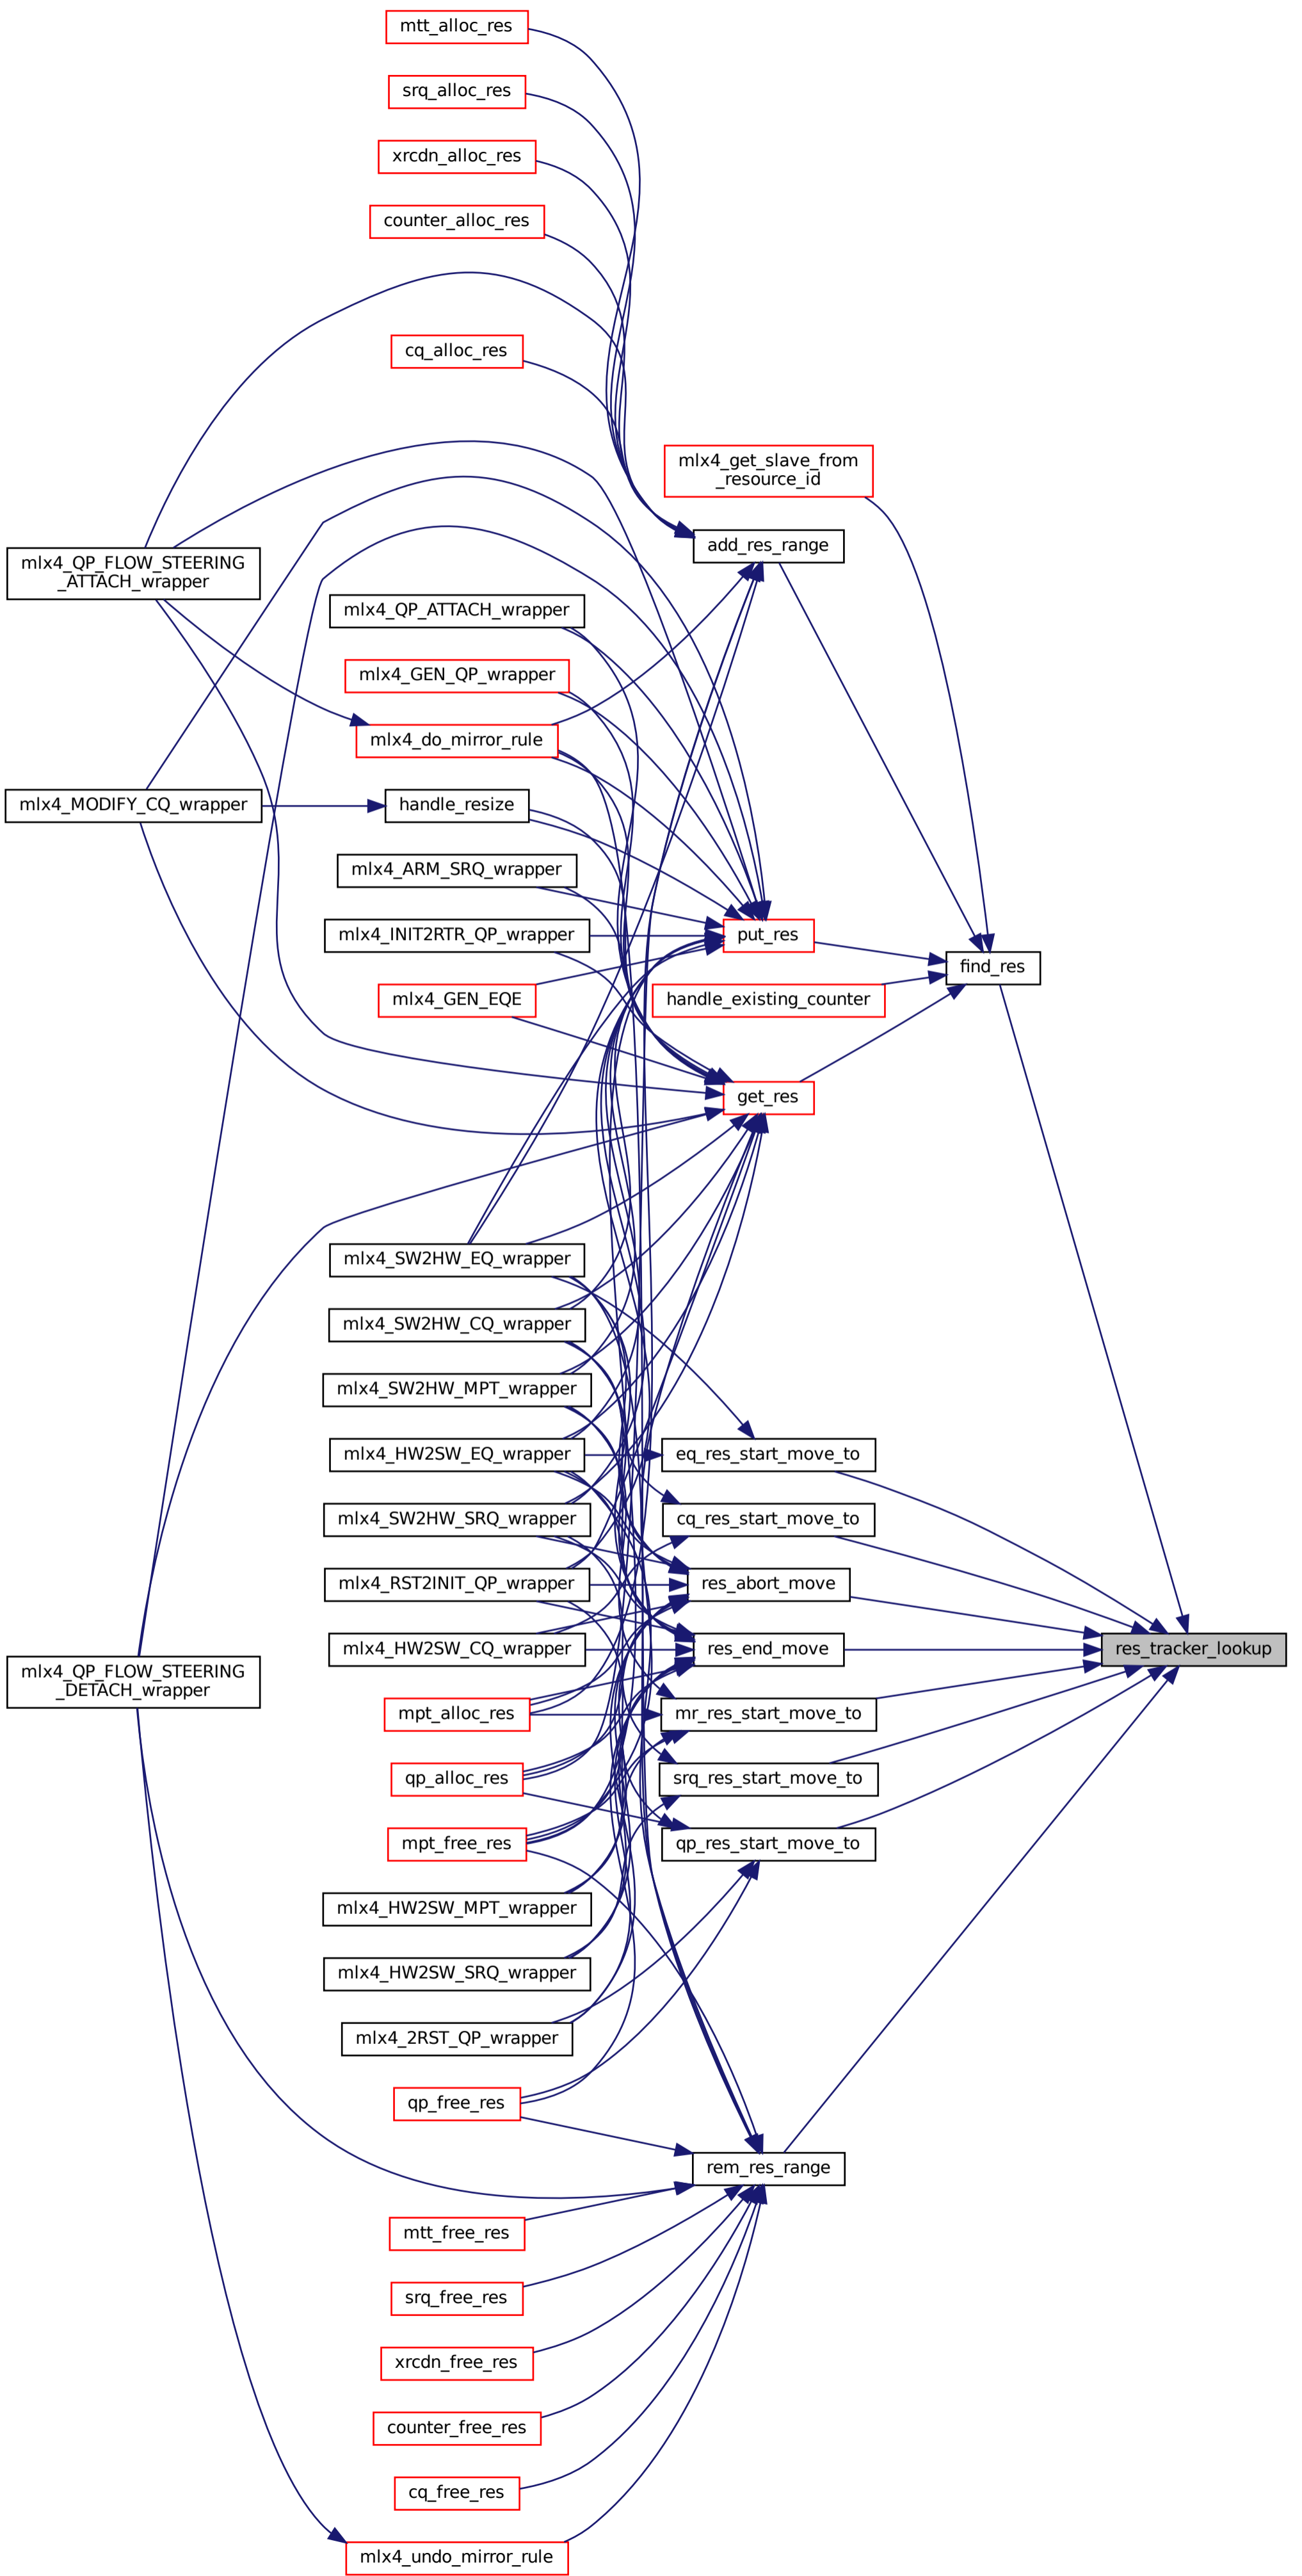 mtt_alloc_res
srq_alloc_res
xrcdn_alloc_res
counter_alloc_res
cq_alloc_res
mlx4_get_slave_from
_resource_id
add_res_range
mlx4_QP_FLOW_STEERING
_ATTACH_wrapper
mlx4_QP_ATTACH_wrapper
mlx4_GEN_QP_wrapper
mlx4_do_mirror_rule
mlx4_MODIFY_CQ_wrapper
handle_resize
mlx4_ARM_SRQ_wrapper
mlx4_INIT2RTR_QP_wrapper
put_res
find_res
mlx4_GEN_EQE
handle_existing_counter
get_res
mlx4_SW2HW_EQ_wrapper
mlx4_SW2HW_CQ_wrapper
mlx4_SW2HW_MPT_wrapper
mlx4_HW2SW_EQ_wrapper
eq_res_start_move_to
mlx4_SW2HW_SRQ_wrapper
cq_res_start_move_to
mlx4_RST2INIT_QP_wrapper
res_abort_move
mlx4_HW2SW_CQ_wrapper
res_end_move
res_tracker_lookup
mlx4_QP_FLOW_STEERING
_DETACH_wrapper
mpt_alloc_res
mr_res_start_move_to
qp_alloc_res
srq_res_start_move_to
mpt_free_res
qp_res_start_move_to
mlx4_HW2SW_MPT_wrapper
mlx4_HW2SW_SRQ_wrapper
mlx4_2RST_QP_wrapper
qp_free_res
rem_res_range
mtt_free_res
srq_free_res
xrcdn_free_res
counter_free_res
cq_free_res
mlx4_undo_mirror_rule